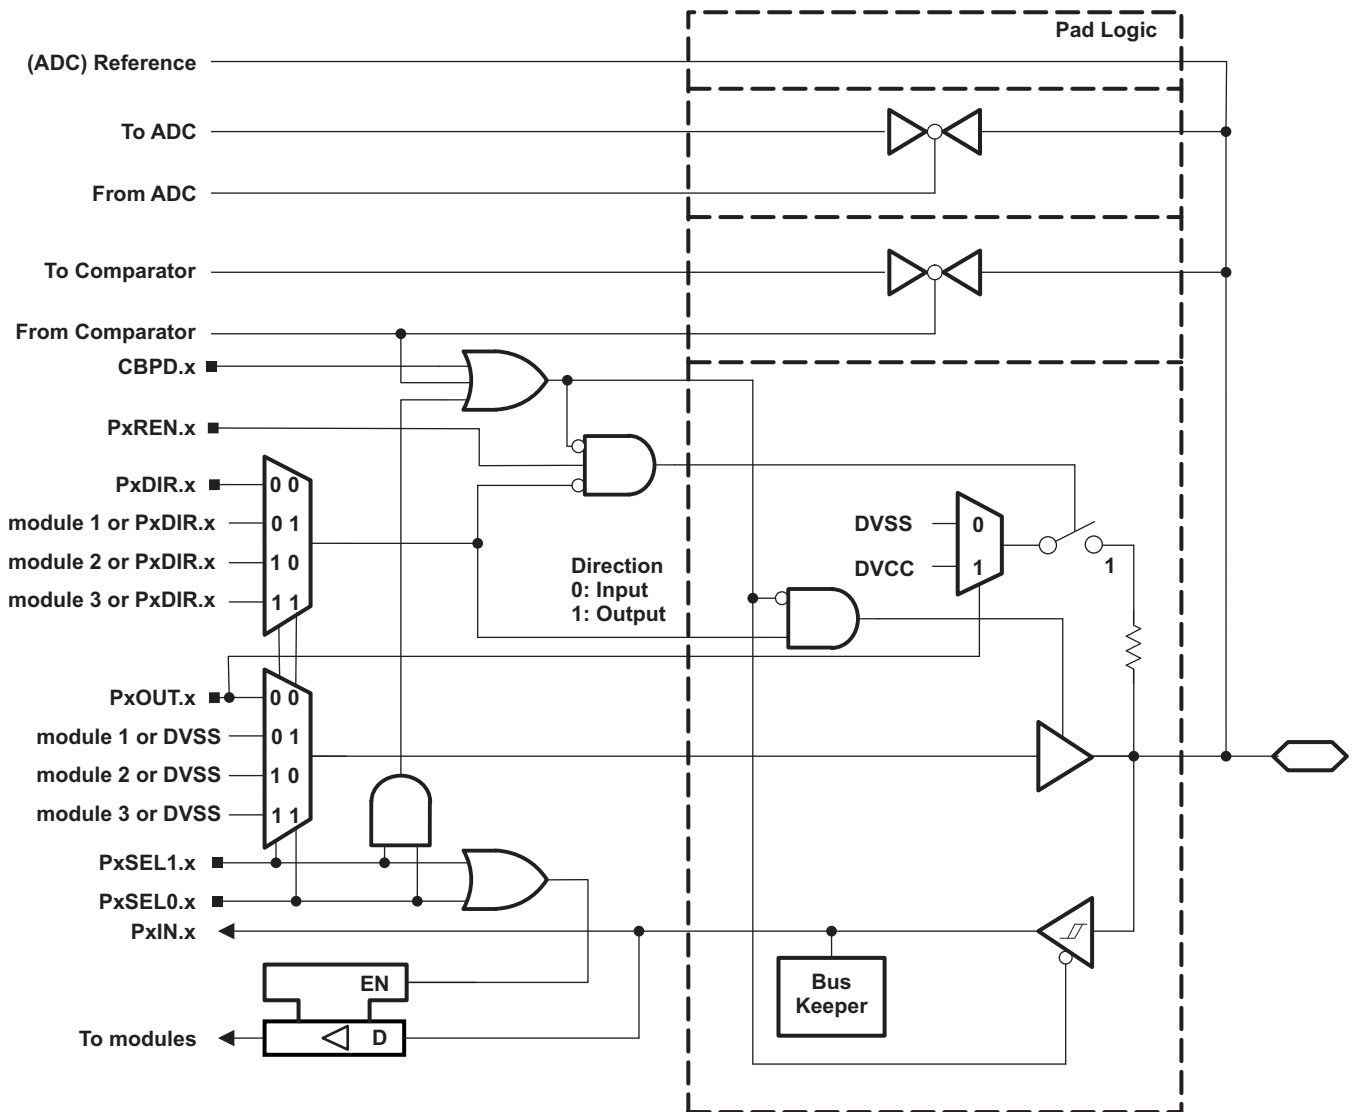 Pad Logic
(ADC) Reference
To ADC
From ADC
To Comparator
From Comparator
CBPD.x
PxREN.x
PxDIR.x
0 0
module 1 or PxDIR.x
0 1
module 2 or PxDIR.x
1 0
module 3 or PxDIR.x
1 1
Direction
0: Input
1: Output
DVSS
0
DVCC
1
1
PxOUT.x
0 0
module 1 or DVSS
0 1
module 2 or DVSS
1 0
module 3 or DVSS
1 1
PxSEL1.x
PxSEL0.x
PxIN.x
EN
Bus
Keeper
To modules
D